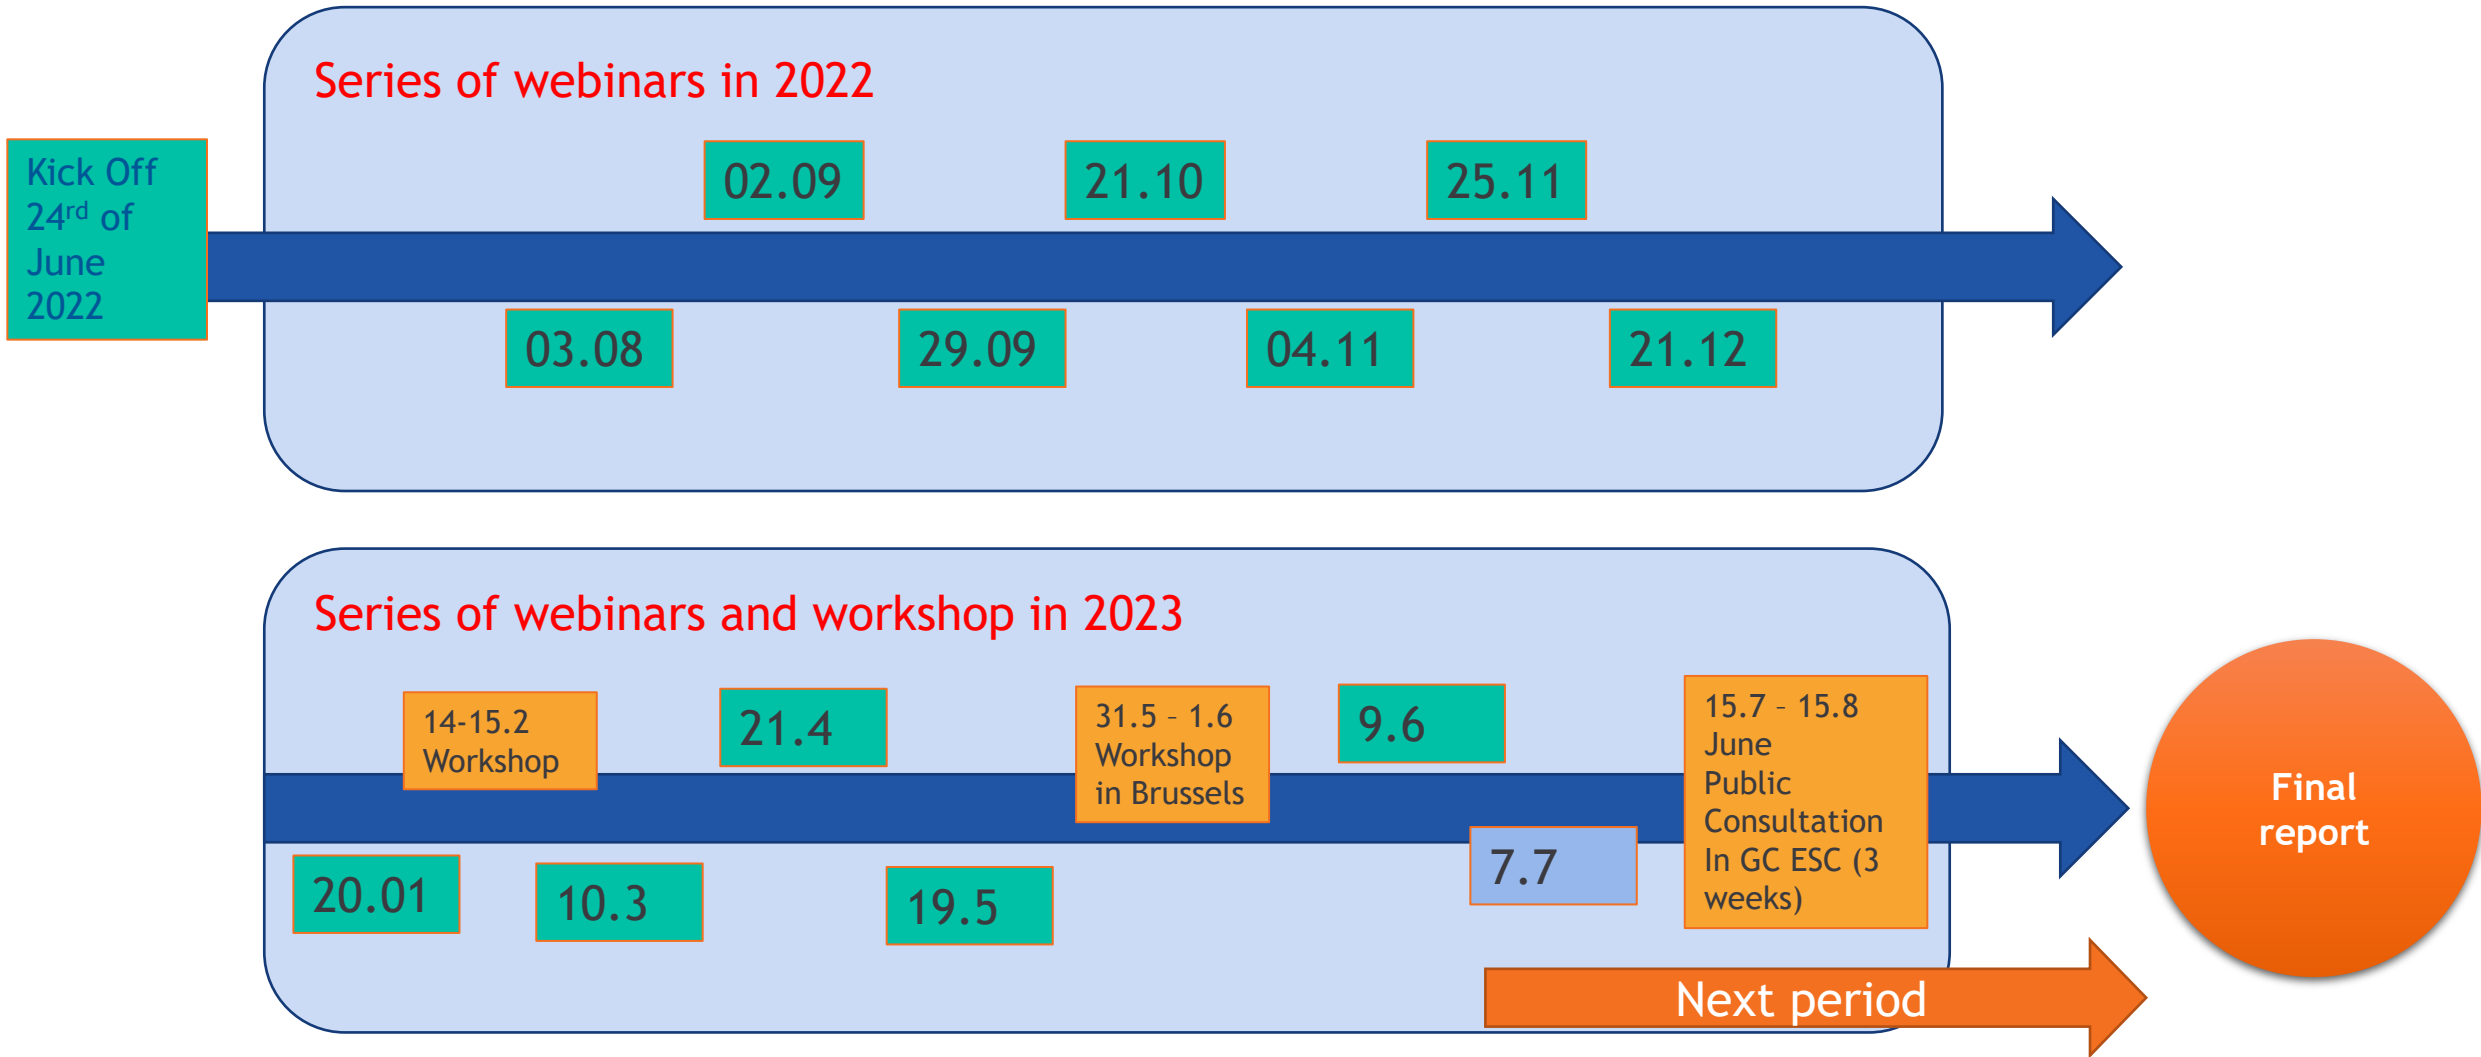 Series of webinars in 2022
Kick Off
24rd of
June
2022
02.09
21.10
25.11
03.08
29.09
04.11
21.12
Series of webinars and workshop in 2023
14-15.2
Workshop
21.4
31.5 – 1.6
Workshop
in Brussels
9.6
15.7 – 15.8
June
Public
Consultation
In GC ESC (3
weeks)
20.01
10.3
19.5
7.7
Final
report
Next period